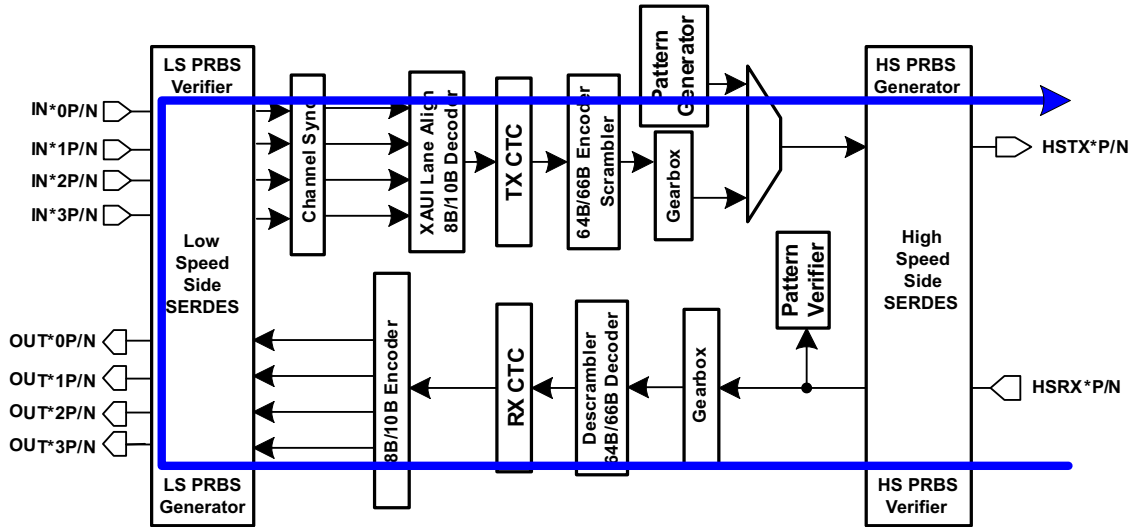 LS PRBS
Verifier
IN*0P/N
IN*1P/N
IN*2P/N
IN*3P/N
Low
Speed
Side
SERDES
OUT*0P/N
OUT*1P/N
OUT*2P/N
OUT*3P/N
LS PRBS
Generator
Channel Sync
XAUI Lane Align
8B/10B Decoder
TX CTC
64B/66B Encoder
Scrambler
Pattern
Generator
Gearbox
HS PRBS
Generator
HSTX*P/N
High
Speed
Side
SERDES
HSRX*P/N
HS PRBS
Verifier
8B/10B Encoder
RX CTC
Descrambler
64B/66B Decoder
Gearbox
Pattern
Verifier